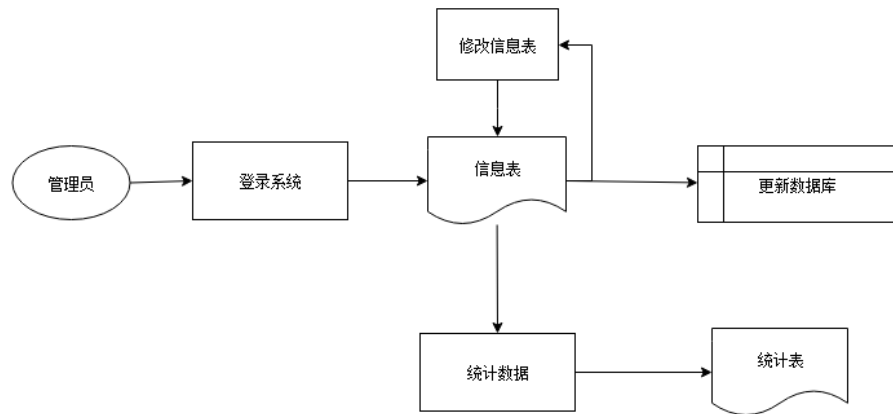 修改信息表
管理员
登录系统
信息表
更新数据库
统计数据
统计表